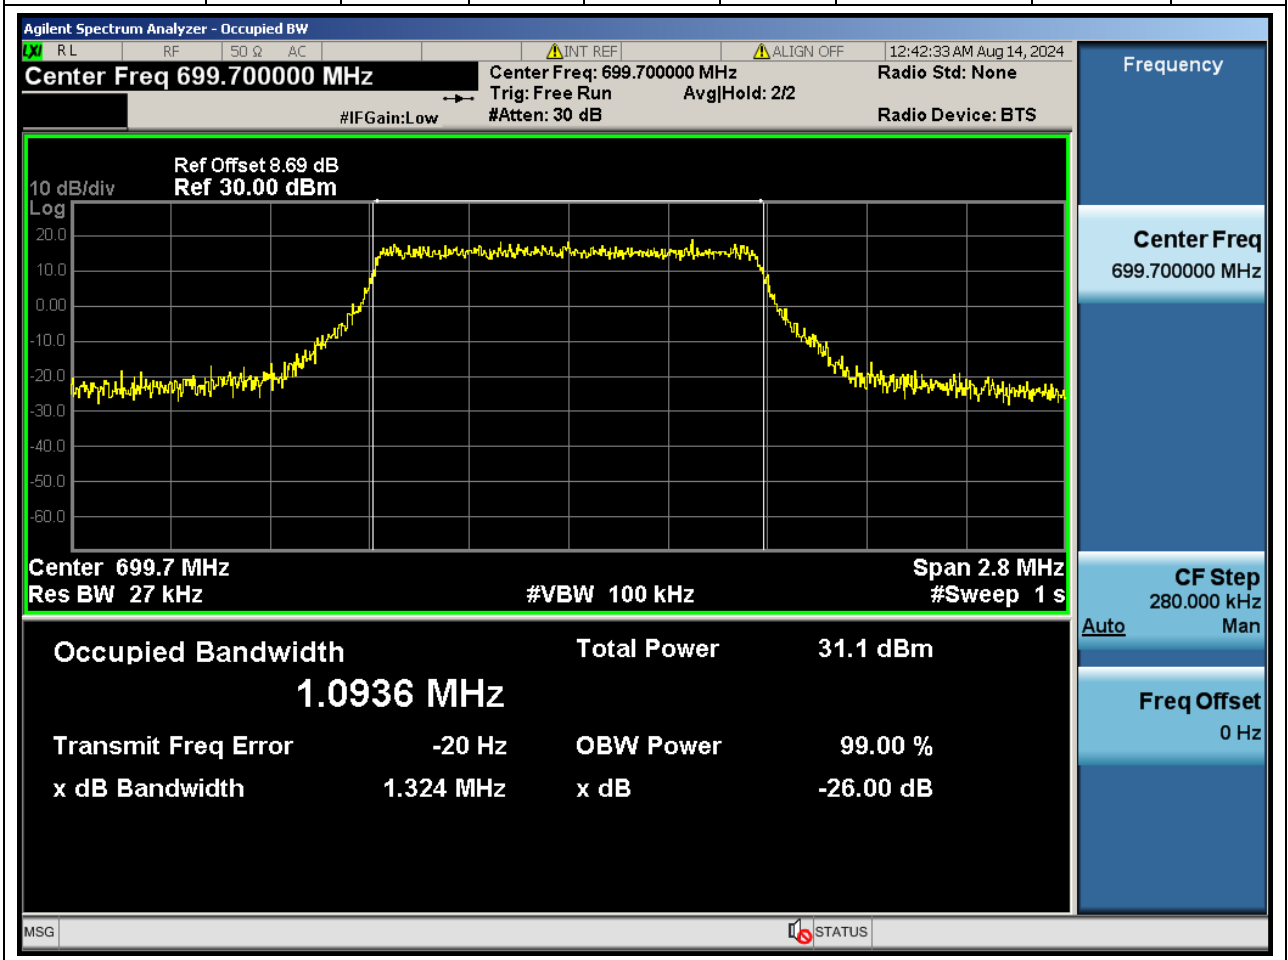 Agilent Spectrum Analyzer - Occupied BW
LXI RL RF 50 Ω AC INT REF ALIGN OFF 12:42:33 AM Aug 14, 2024
Center Freq 699.700000 MHz
Center Freq: 699.700000 MHz Radio Std: None
Trig: Free Run Avg|Hold: 2/2
#IFGain:Low #Atten: 30 dB Radio Device: BTS
Frequency
Ref Offset 8.69 dB
10 dB/div Ref 30.00 dBm
Log
20.0
10.0
0.00
-10.0
-20.0
-30.0
-40.0
-50.0
-60.0
Center 699.7 MHz Span 2.8 MHz
Res BW 27 kHz #VBW 100 kHz #Sweep 1 s
Occupied Bandwidth Total Power 31.1 dBm
1.0936 MHz
Transmit Freq Error -20 Hz OBW Power 99.00 %
x dB Bandwidth 1.324 MHz x dB -26.00 dB
Center Freq
699.700000 MHz
CF Step
280.000 kHz
Auto Man
Freq Offset
0 Hz
MSG STATUS